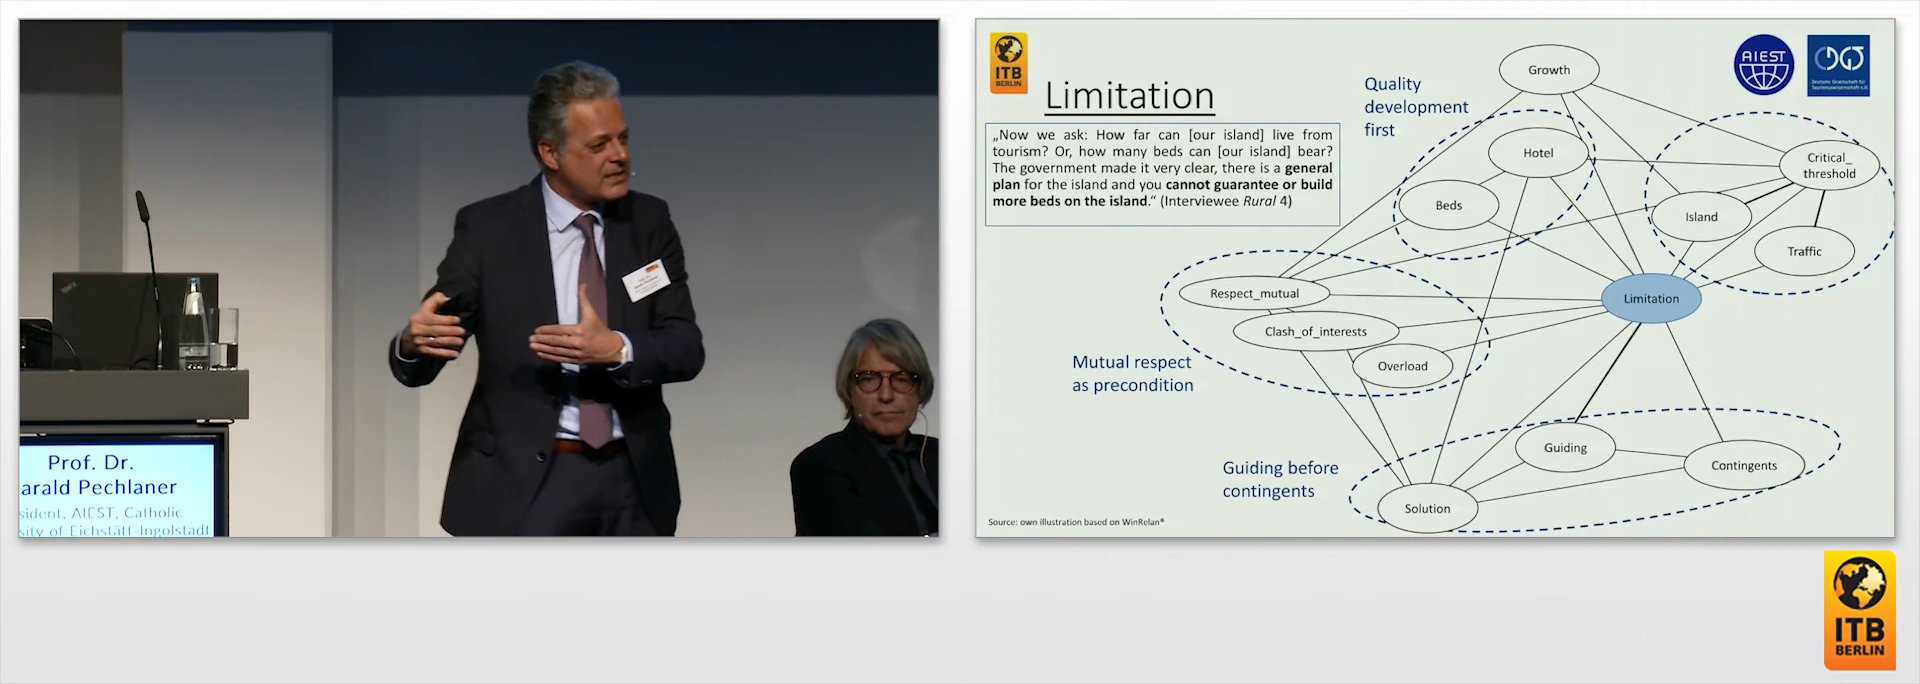 Prof. Dr.
arald Pechlaner
sident, AIEST, Catholic
sity of Eichstätt-Ingolstadt
ITB
BERLIN
Limitation
„Now we ask: How far can [our island] live from
tourism? Or, how many beds can [our island] bear?
The government made it very clear, there is a general
plan for the island and you cannot guarantee or build
more beds on the island.“ (Interviewee Rural 4)
Quality
development
first
Growth
AIEST
DGT
Deutsche Gesellschaft für
Tourismuswissenschaft e.V.
Hotel
Critical_
threshold
Beds
Island
Traffic
Respect_mutual
Limitation
Clash_of_interests
Overload
Mutual respect
as precondition
Guiding
Contingents
Guiding before
contingents
Solution
Source: own illustration based on WinRelan®
ITB
BERLIN